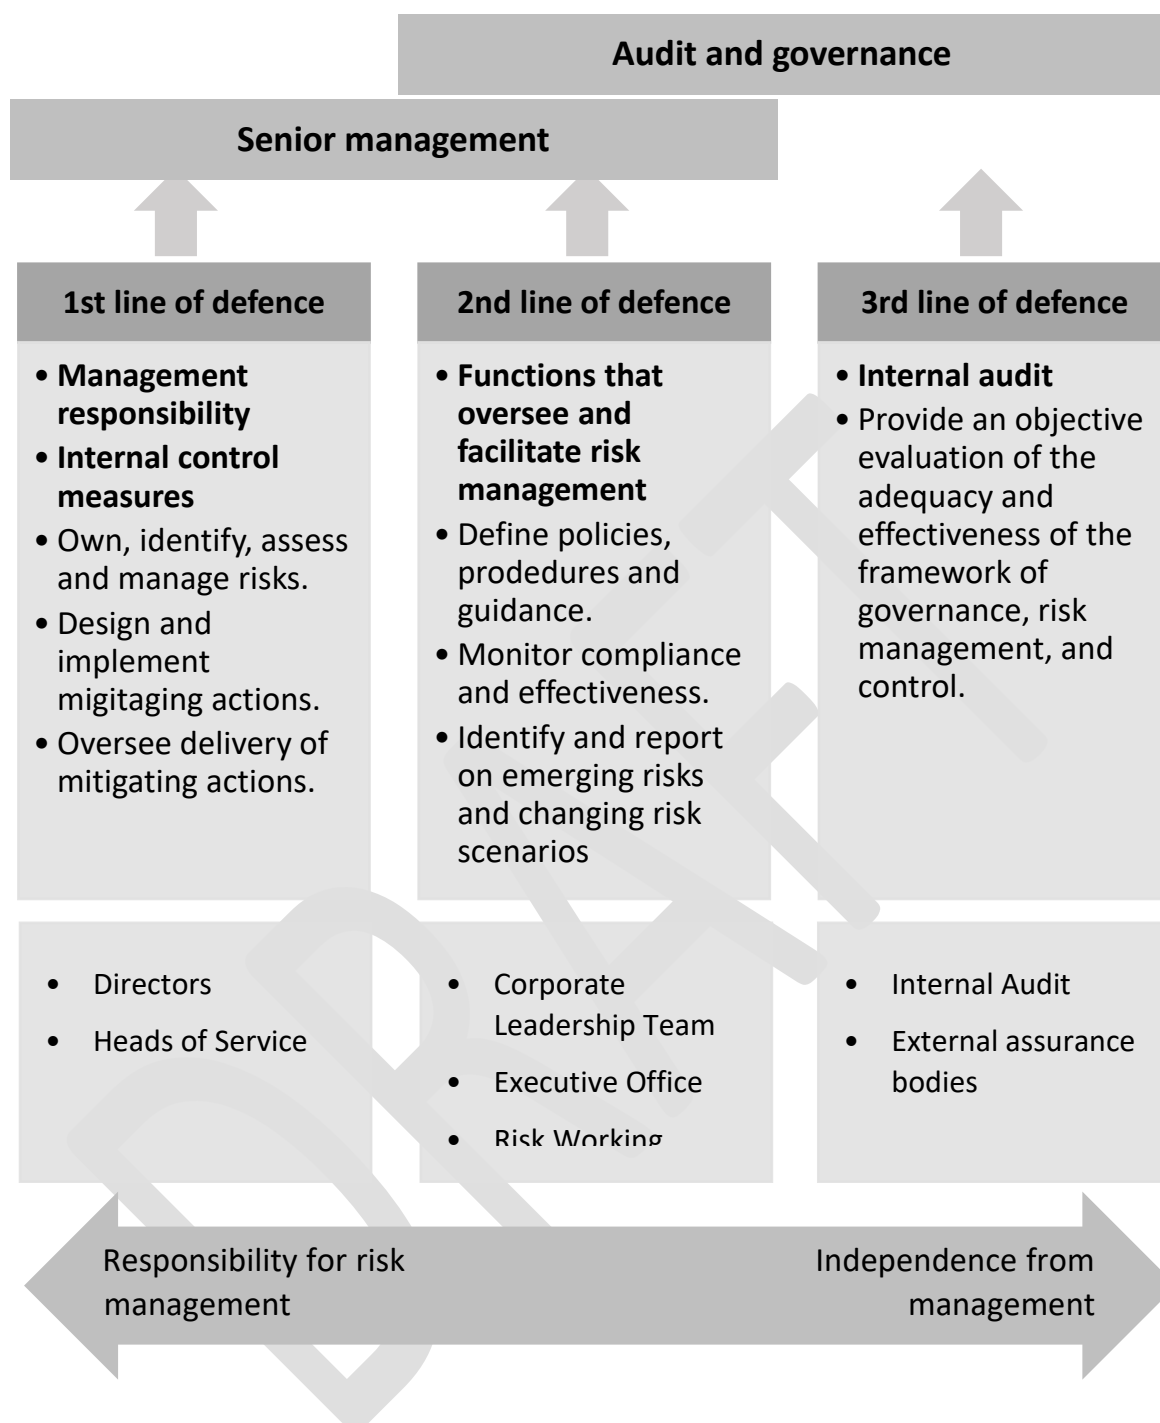 Audit and governance
Senior management
1st line of defence
• Management
responsibility
• Internal control
measures
• Own, identify, assess
and manage risks.
• Design and
implement
migitaging actions.
• Oversee delivery of
mitigating actions.
2nd line of defence
• Functions that
oversee and
facilitate risk
management
• Define policies,
prodedures and
guidance.
• Monitor compliance
and effectiveness.
• Identify and report
on emerging risks
and changing risk
scenarios
3rd line of defence
• Internal audit
• Provide an objective
evaluation of the
adequacy and
effectiveness of the
framework of
governance, risk
management, and
control.
• Directors
• Heads of Service
• Corporate
Leadership Team
• Executive Office
• Risk Working
• Internal Audit
• External assurance
bodies
Responsibility for risk
management
Independence from
management
DRAFT